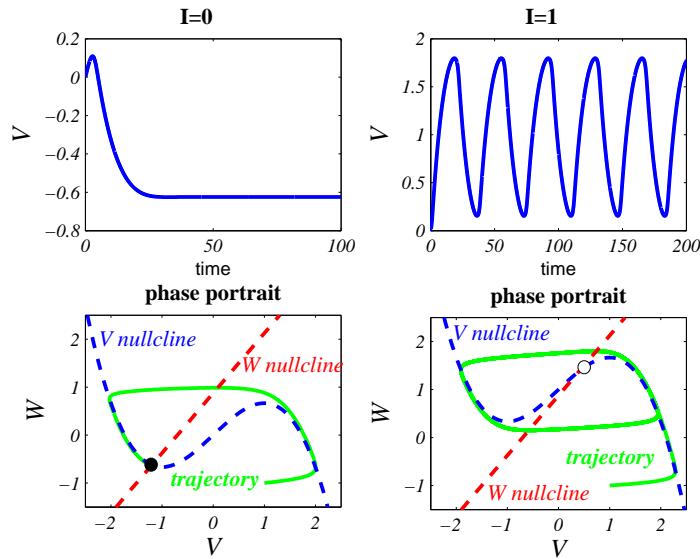 I=0
I=1
0.2
0
−0.2
−0.4
−0.6
−0.8
V
0
50
100
time
2
1.5
1
0.5
0
V
0
50
100
150
200
time
phase portrait
phase portrait
2
1
0
−1
W
V nullcline
W nullcline
trajectory
−2
−1
0
1
2
V
2
1
0
−1
W
V nullcline
trajectory
W nullcline
−2
−1
0
1
2
V